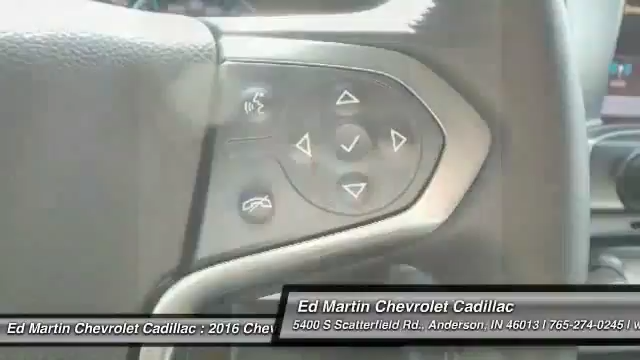 Ed Martin Chevrolet Cadillac
Ed Martin Chevrolet Cadillac : 2016 Chev
5400 S Scatterfield Rd., Anderson, IN 46013 I 765-274-0245 I w